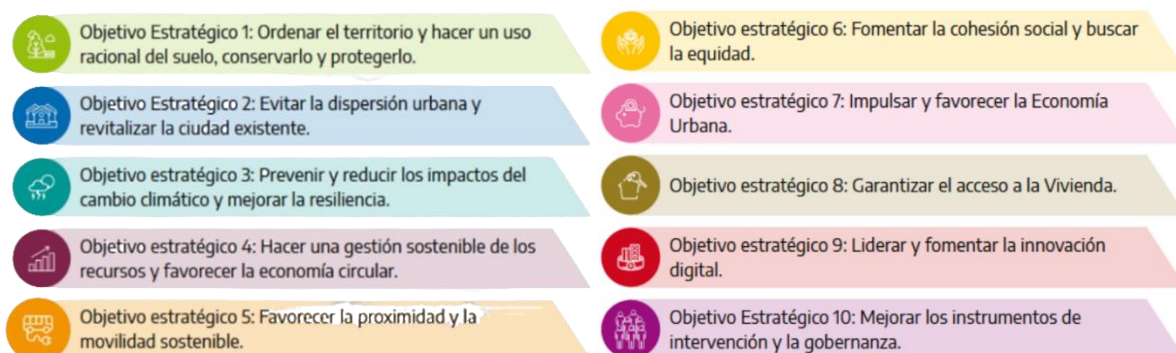 Objetivo Estratégico 1: Ordenar el territorio y hacer un uso
racional del suelo, conservarlo y protegerlo.
Objetivo Estratégico 2: Evitar la dispersión urbana y
revitalizar la ciudad existente.
Objetivo estratégico 3: Prevenir y reducir los impactos del
cambio climático y mejorar la resiliencia.
Objetivo estratégico 4: Hacer una gestión sostenible de los
recursos y favorecer la economía circular.
Objetivo estratégico 5: Favorecer la proximidad y la
movilidad sostenible.
Objetivo estratégico 6: Fomentar la cohesión social y buscar
la equidad.
Objetivo estratégico 7: Impulsar y favorecer la Economía
Urbana.
Objetivo estratégico 8: Garantizar el acceso a la Vivienda.
Objetivo estratégico 9: Liderar y fomentar la innovación
digital.
Objetivo Estratégico 10: Mejorar los instrumentos de
intervención y la gobernanza.